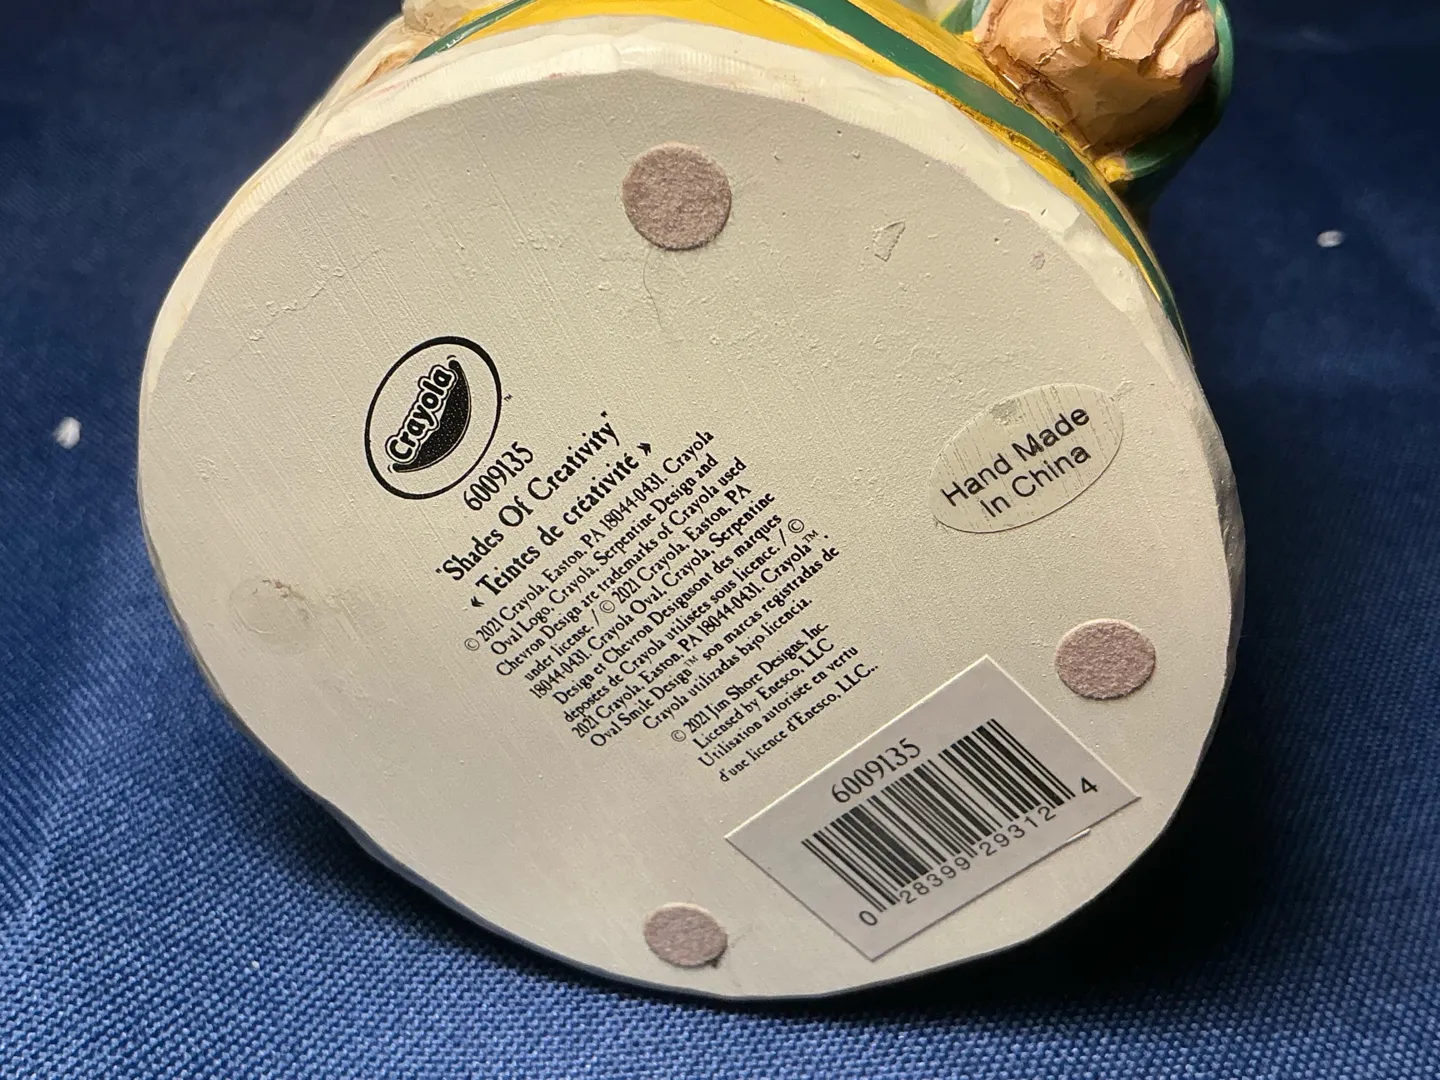 Crayola™
6009135
"Shades Of Creativity"
« Teintes de créativité »
© 2021 Crayola, Easton, PA 18044-0431. Crayola
Oval Logo, Crayola, Serpentine Design and
Chevron Design are trademarks of Crayola used
under license. / © 2021 Crayola, Easton, PA
18044-0431 Crayola Oval, Crayola, Serpentine
Design et Chevron Designsont des marques
déposées de Crayola utilisées sous licence. / ©
2021 Crayola, Easton, PA 18044-0431. Crayola™,
Oval Smile Design™ son marcas registradas de
Crayola utilizadas bajo licencia.
© 2021 Jim Shore Designs, Inc.
Licensed by Enesco, LLC
Utilisation autorisée en vertu
d'une licence d'Enesco, LLC..
Hand Made
In China
6009135
0 28399 29312 4